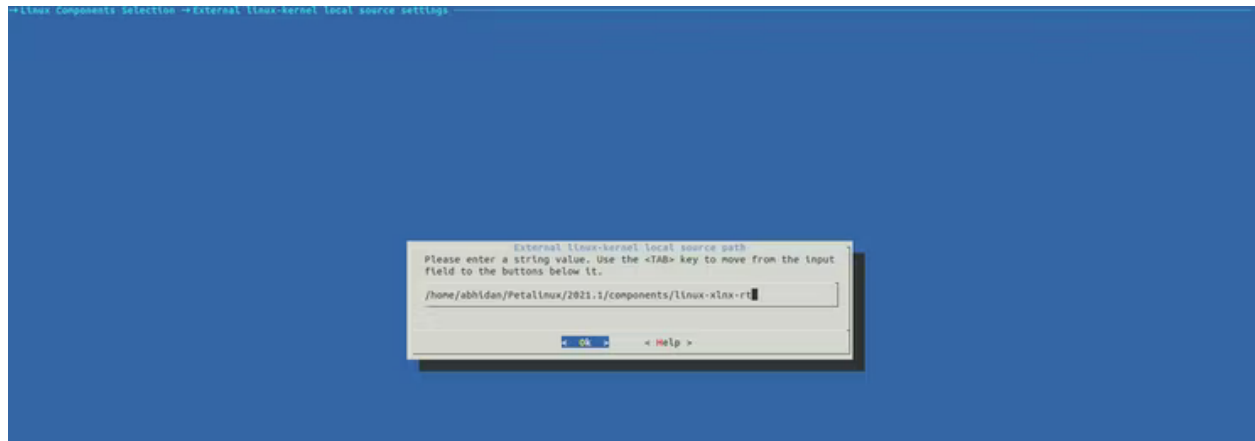 →Linux Components Selection →External linux-kernel local source settings
External linux-kernel local source path
Please enter a string value. Use the <TAB> key to move from the input
field to the buttons below it.
/home/abhidan/Petalinux/2021.1/components/linux-xlnx-rt
< Ok > < Help >